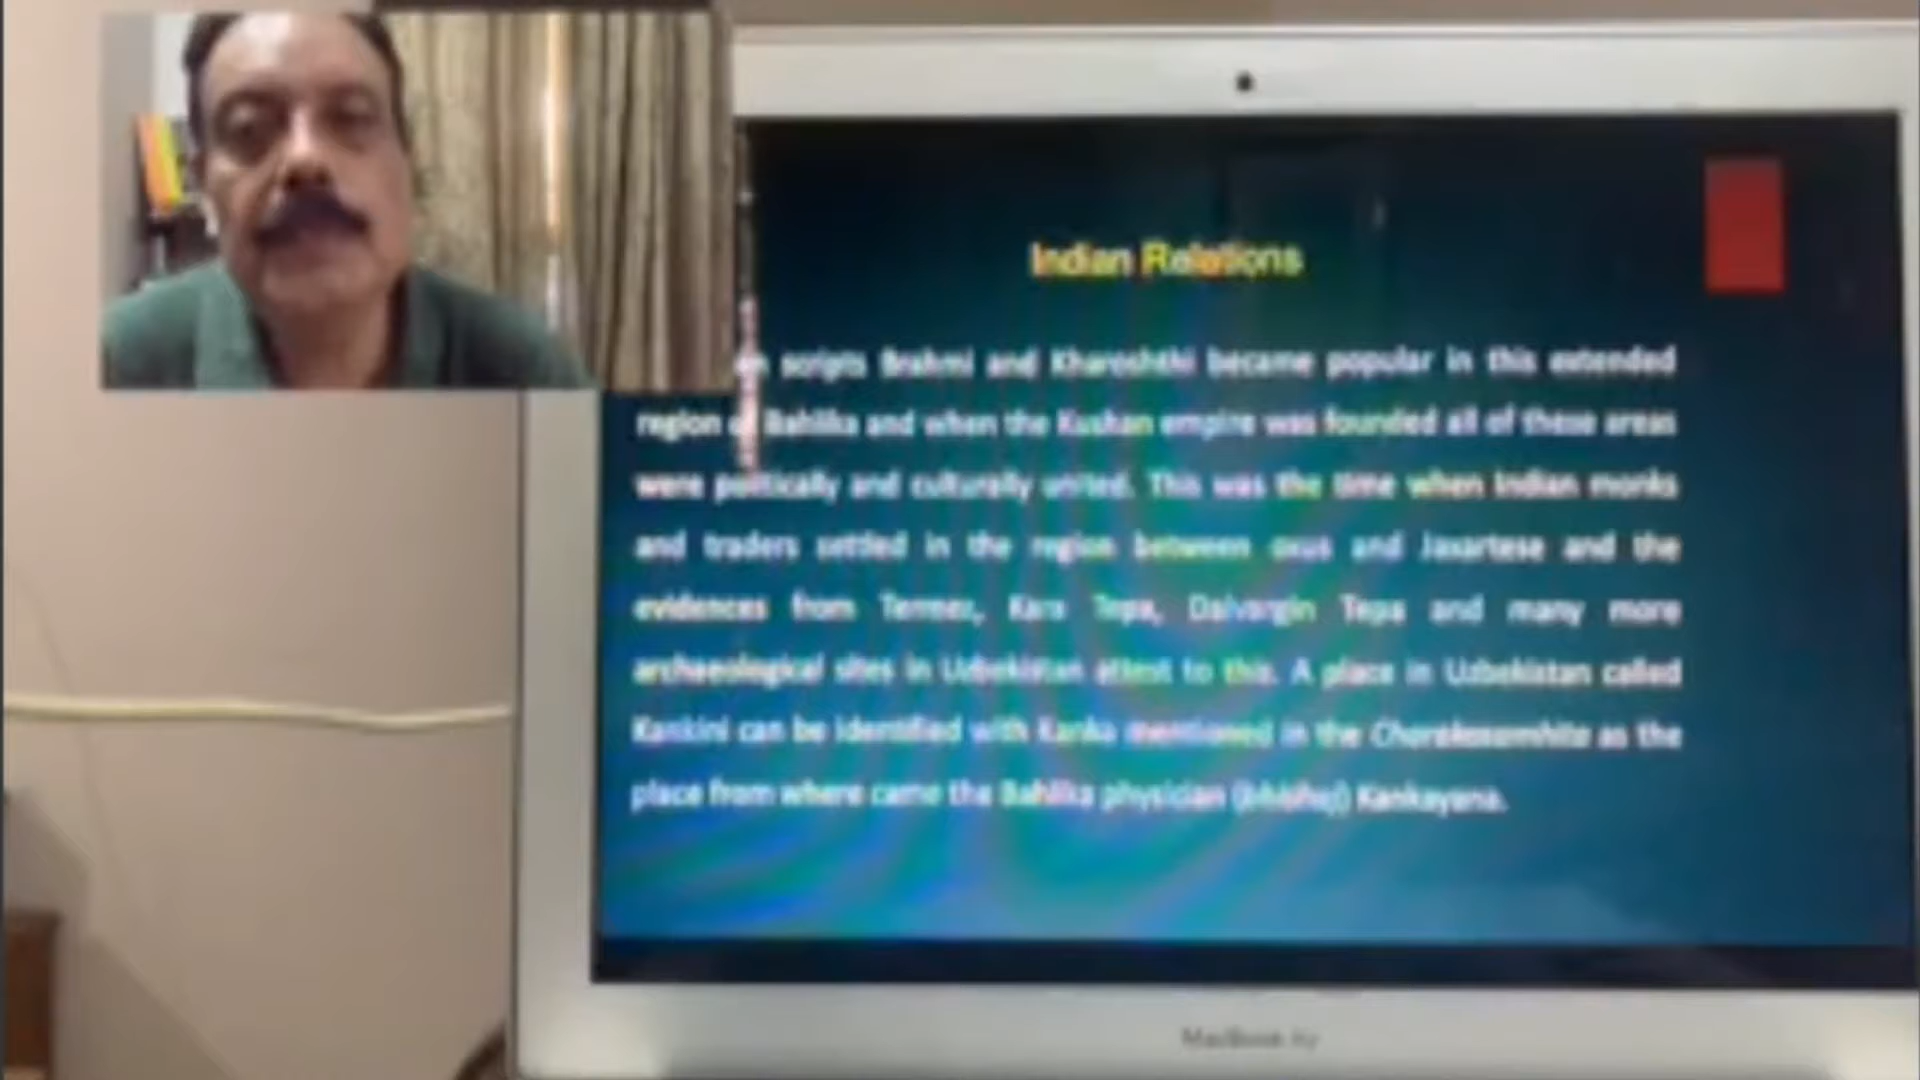 Indian Relations
scripts Brahmi and Kharoshthi became popular in this extended
region of Bahlika and when the Kushan empire was founded all of these areas
were politically and culturally united. This was the time when Indian monks
and traders settled in the region between oxus and Jaxartese and the
evidences from Termez, Kara Tepa, Dalvergin Tepa and many more
archaeological sites in Uzbekistan attest to this. A place in Uzbekistan called
Kankini can be identified with Kanka mentioned in the Charakasamhita as the
place from where came the Bahlika physician (bhishaj) Kankayana.
MacBook Air